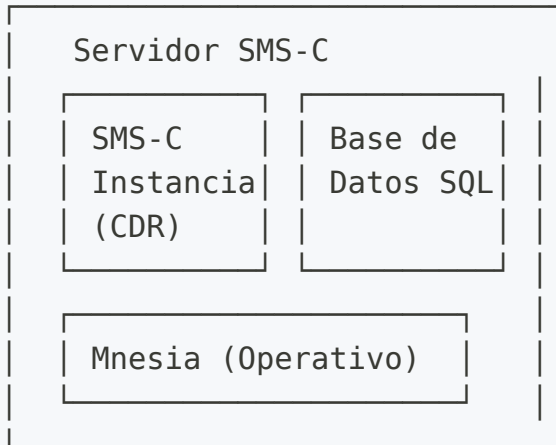 Servidor SMS-C
SMS-C
Instancia
(CDR)
Base de
Datos SQL
Mnesia (Operativo)